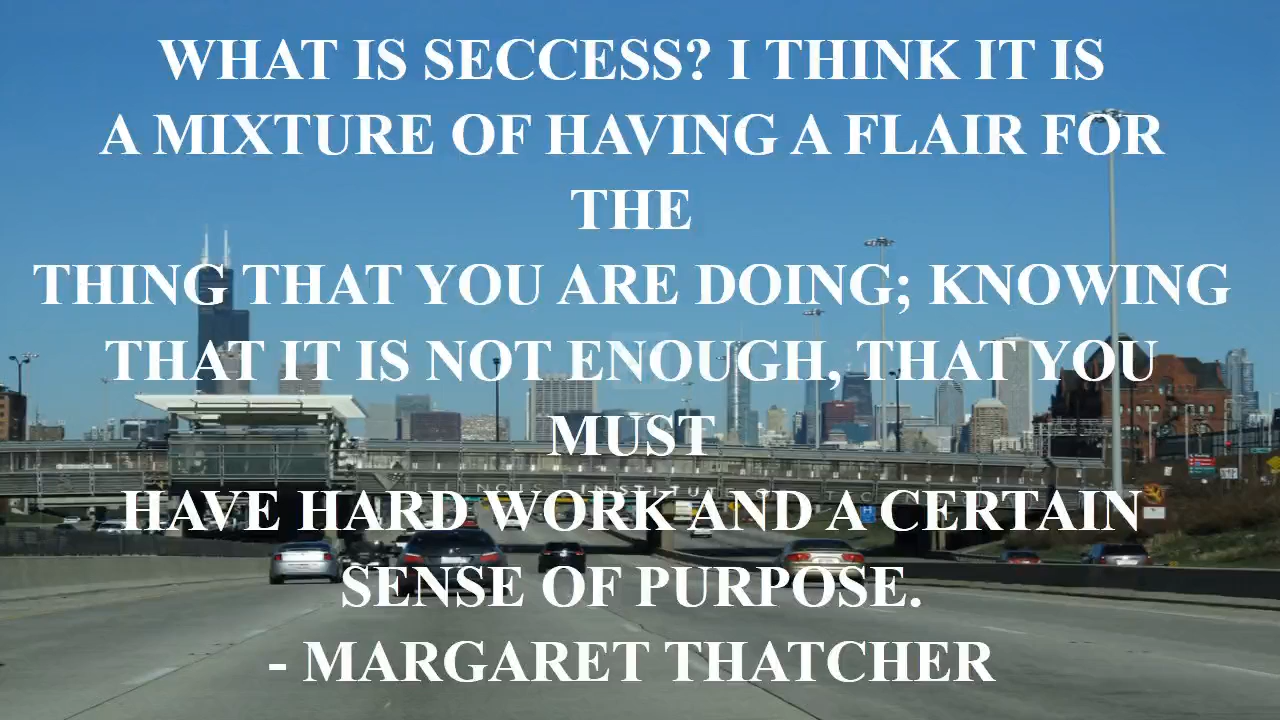 WHAT IS SECCESS? I THINK IT IS
A MIXTURE OF HAVING A FLAIR FOR
THE
THING THAT YOU ARE DOING; KNOWING
THAT IT IS NOT ENOUGH, THAT YOU
MUST
HAVE HARD WORK AND A CERTAIN
SENSE OF PURPOSE.
- MARGARET THATCHER